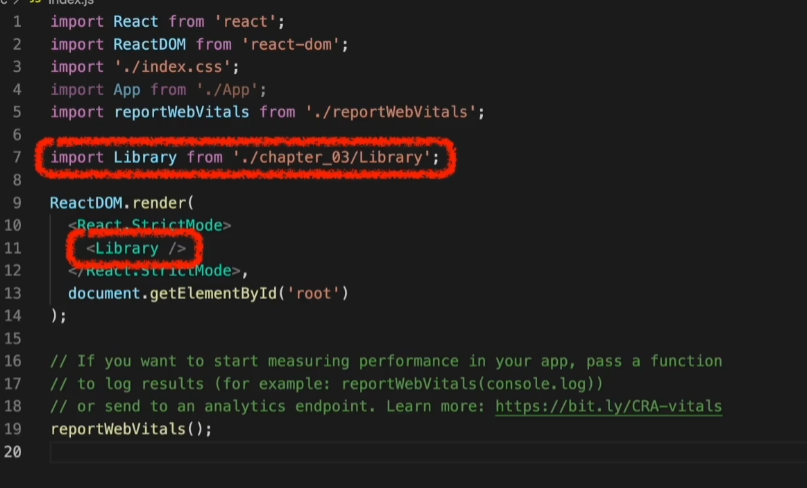 index.js
1 import React from 'react';
2 import ReactDOM from 'react-dom';
3 import './index.css';
4 import App from './App';
5 import reportWebVitals from './reportWebVitals';
6
7 import Library from './chapter_03/Library';
8
9 ReactDOM.render(
10 <React.StrictMode>
11 <Library />
12 </React.StrictMode>,
13 document.getElementById('root')
14 );
15
16 // If you want to start measuring performance in your app, pass a function
17 // to log results (for example: reportWebVitals(console.log))
18 // or send to an analytics endpoint. Learn more: https://bit.ly/CRA-vitals
19 reportWebVitals();
20